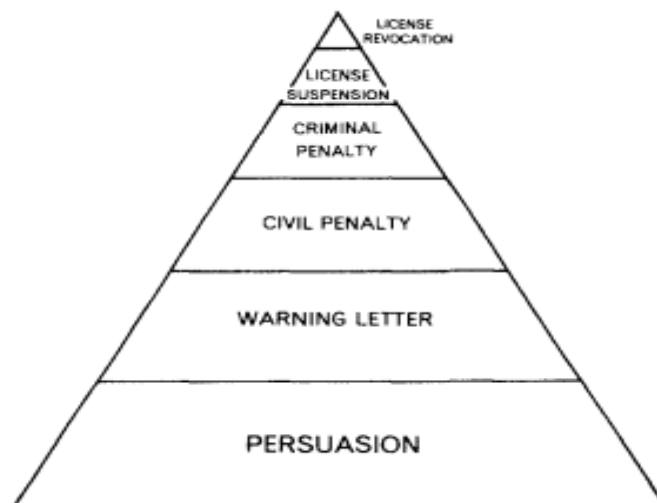 LICENSE
REVOCATION
LICENSE
SUSPENSION
CRIMINAL
PENALTY
CIVIL PENALTY
WARNING LETTER
PERSUASION